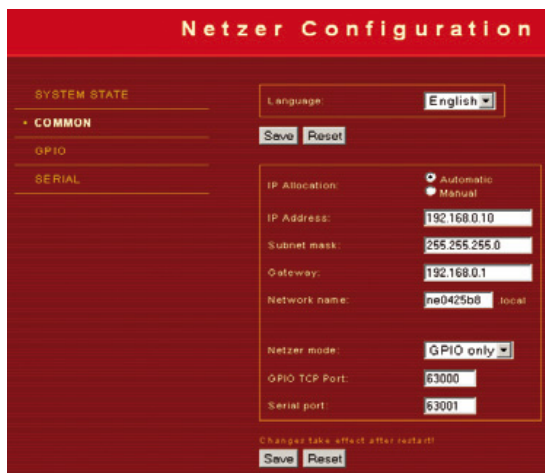 Netzer Configuration
SYSTEM STATE
COMMON
GPIO
SERIAL
Language: English
Save Reset
IP Allocation: Automatic
Manual
IP Address: 192.168.0.10
Subnet mask: 255.255.255.0
Gateway: 192.168.0.1
Network name: ne0425b8 .local
Netzer mode: GPIO only
GPIO TCP Port: 63000
Serial port: 63001
Changes take effect after restart!
Save Reset